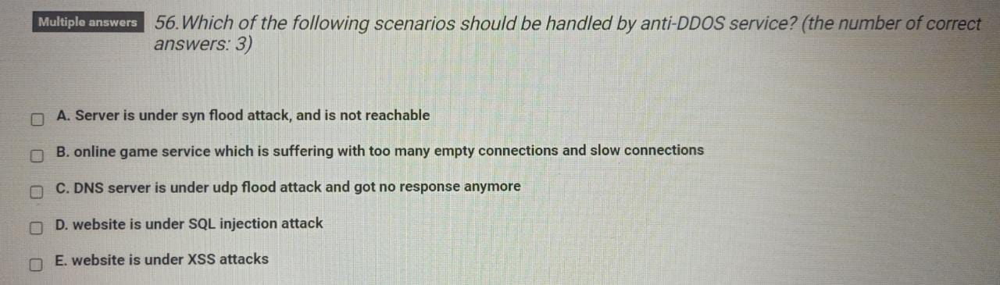 Multiple answers 56.Which of the following scenarios should be handled by anti-DDOS service? (the number of correct
answers: 3)
A. Server is under syn flood attack, and is not reachable
B. online game service which is suffering with too many empty connections and slow connections
C. DNS server is under udp flood attack and got no response anymore
D. website is under SQL injection attack
E. website is under XSS attacks